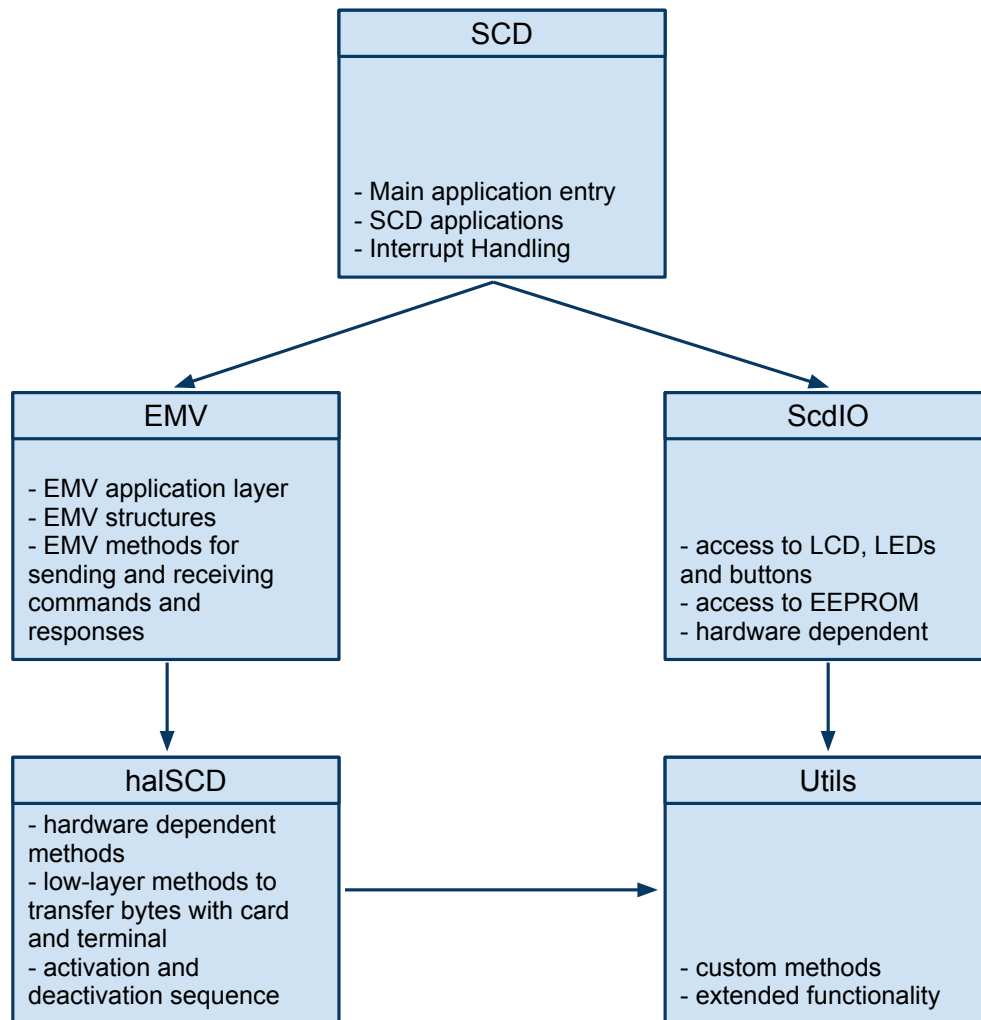 SCD
- Main application entry
- SCD applications
- Interrupt Handling
EMV
- EMV application layer
- EMV structures
- EMV methods for
sending and receiving
commands and
responses
ScdIO
- access to LCD, LEDs
and buttons
- access to EEPROM
- hardware dependent
halSCD
- hardware dependent
methods
- low-layer methods to
transfer bytes with card
and terminal
- activation and
deactivation sequence
Utils
- custom methods
- extended functionality